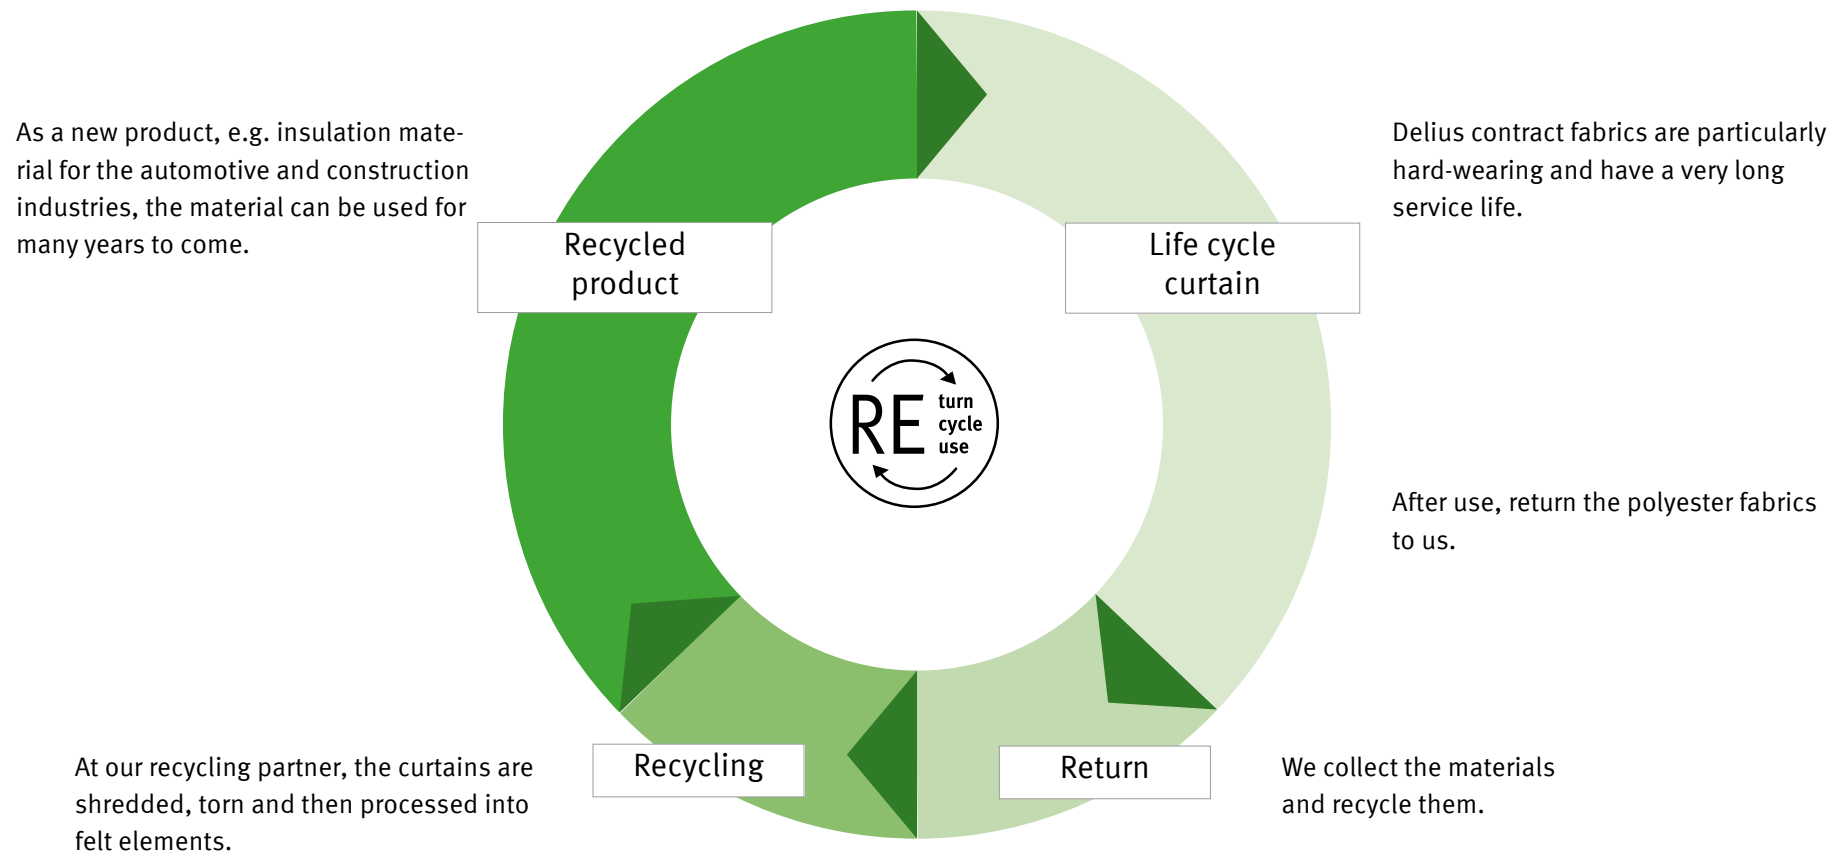 As a new product, e.g. insulation mate-
rial for the automotive and construction
industries, the material can be used for
many years to come.
Recycled
product
Life cycle
curtain
Delius contract fabrics are particularly
hard-wearing and have a very long
service life.
RE
turn
cycle
use
After use, return the polyester fabrics
to us.
At our recycling partner, the curtains are
shredded, torn and then processed into
felt elements.
Recycling
Return
We collect the materials
and recycle them.